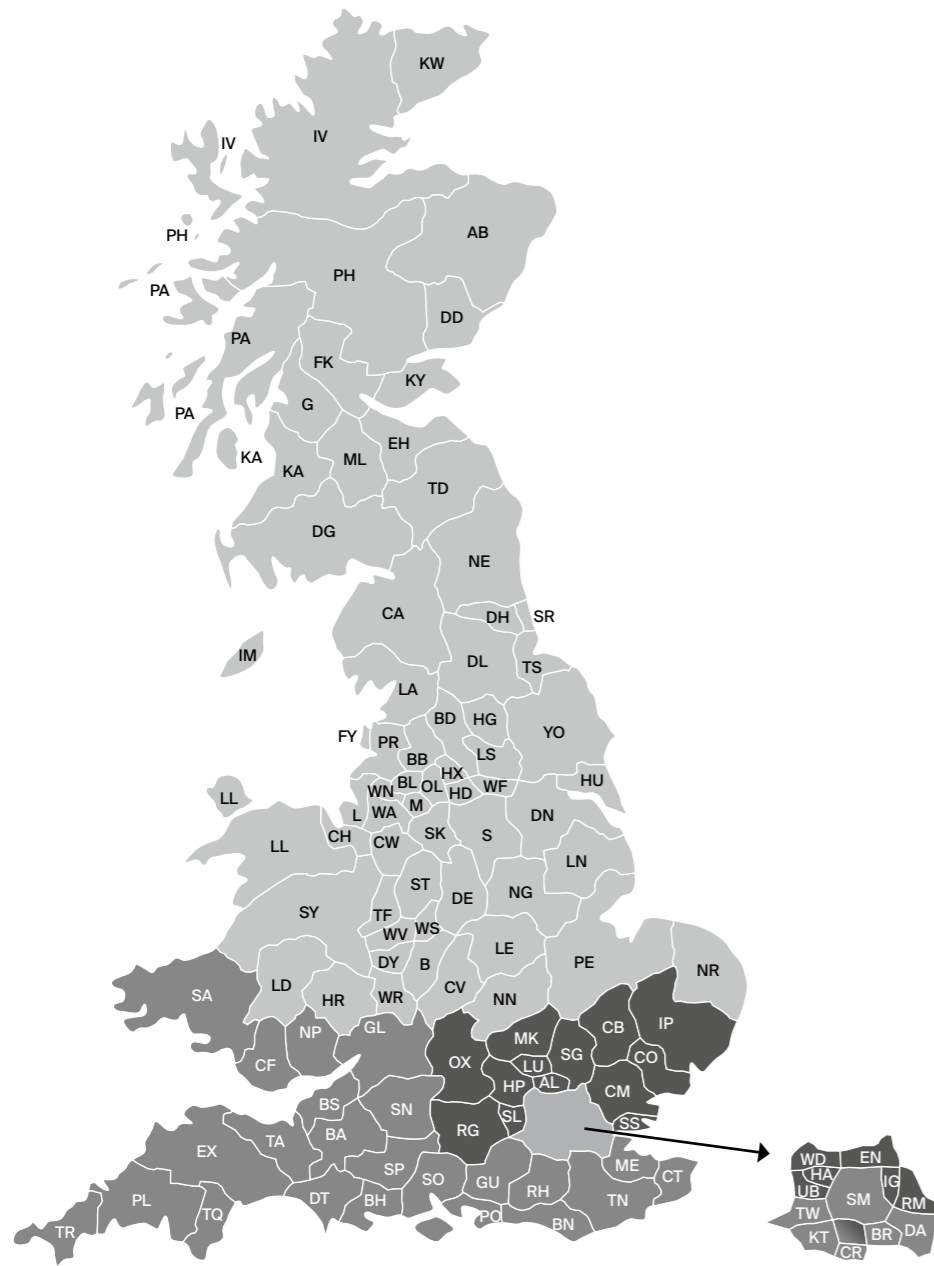 KW
IV
IV
AB
PH
PH
PA
DD
PA
FK
KY
G
PA
EH
KA
ML
KA
TD
DG
NE
CA
DH
SR
IM
DL
TS
LA
BD
HG
YO
FY
PR
LS
BB
HX
HU
BL
OL
WF
WN
HD
LL
M
L
WA
DN
CH
CW
SK
S
LL
LN
ST
NG
DE
SY
TF
WS
WV
LE
DY
B
PE
NR
LD
CV
SA
HR
WR
NN
IP
GL
CB
NP
MK
SG
CO
OX
LU
CF
HP
AL
CM
BS
SN
SL
SS
BA
RG
TA
EX
WD
EN
ME
SP
HA
CT
SO
GU
IG
RH
UB
PL
DT
BH
TN
SM
RM
TQ
TW
PO
BN
TR
BR
DA
KT
CR